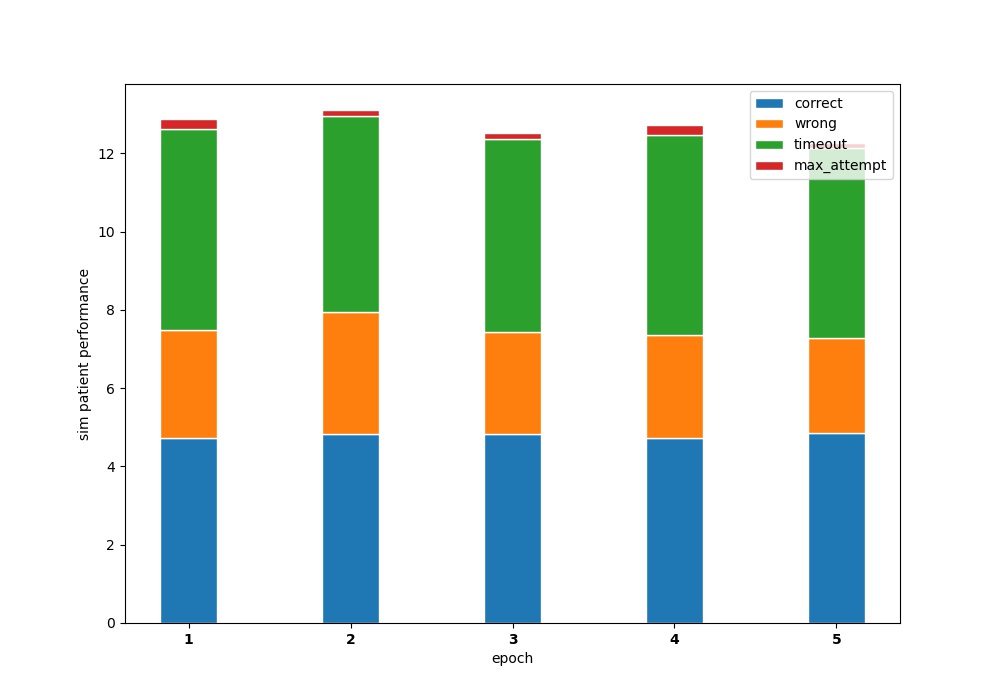 correct
wrong
timeout
max_attempt
12
10
8
6
4
2
0
sim patient performance
1 2 3 4 5
epoch